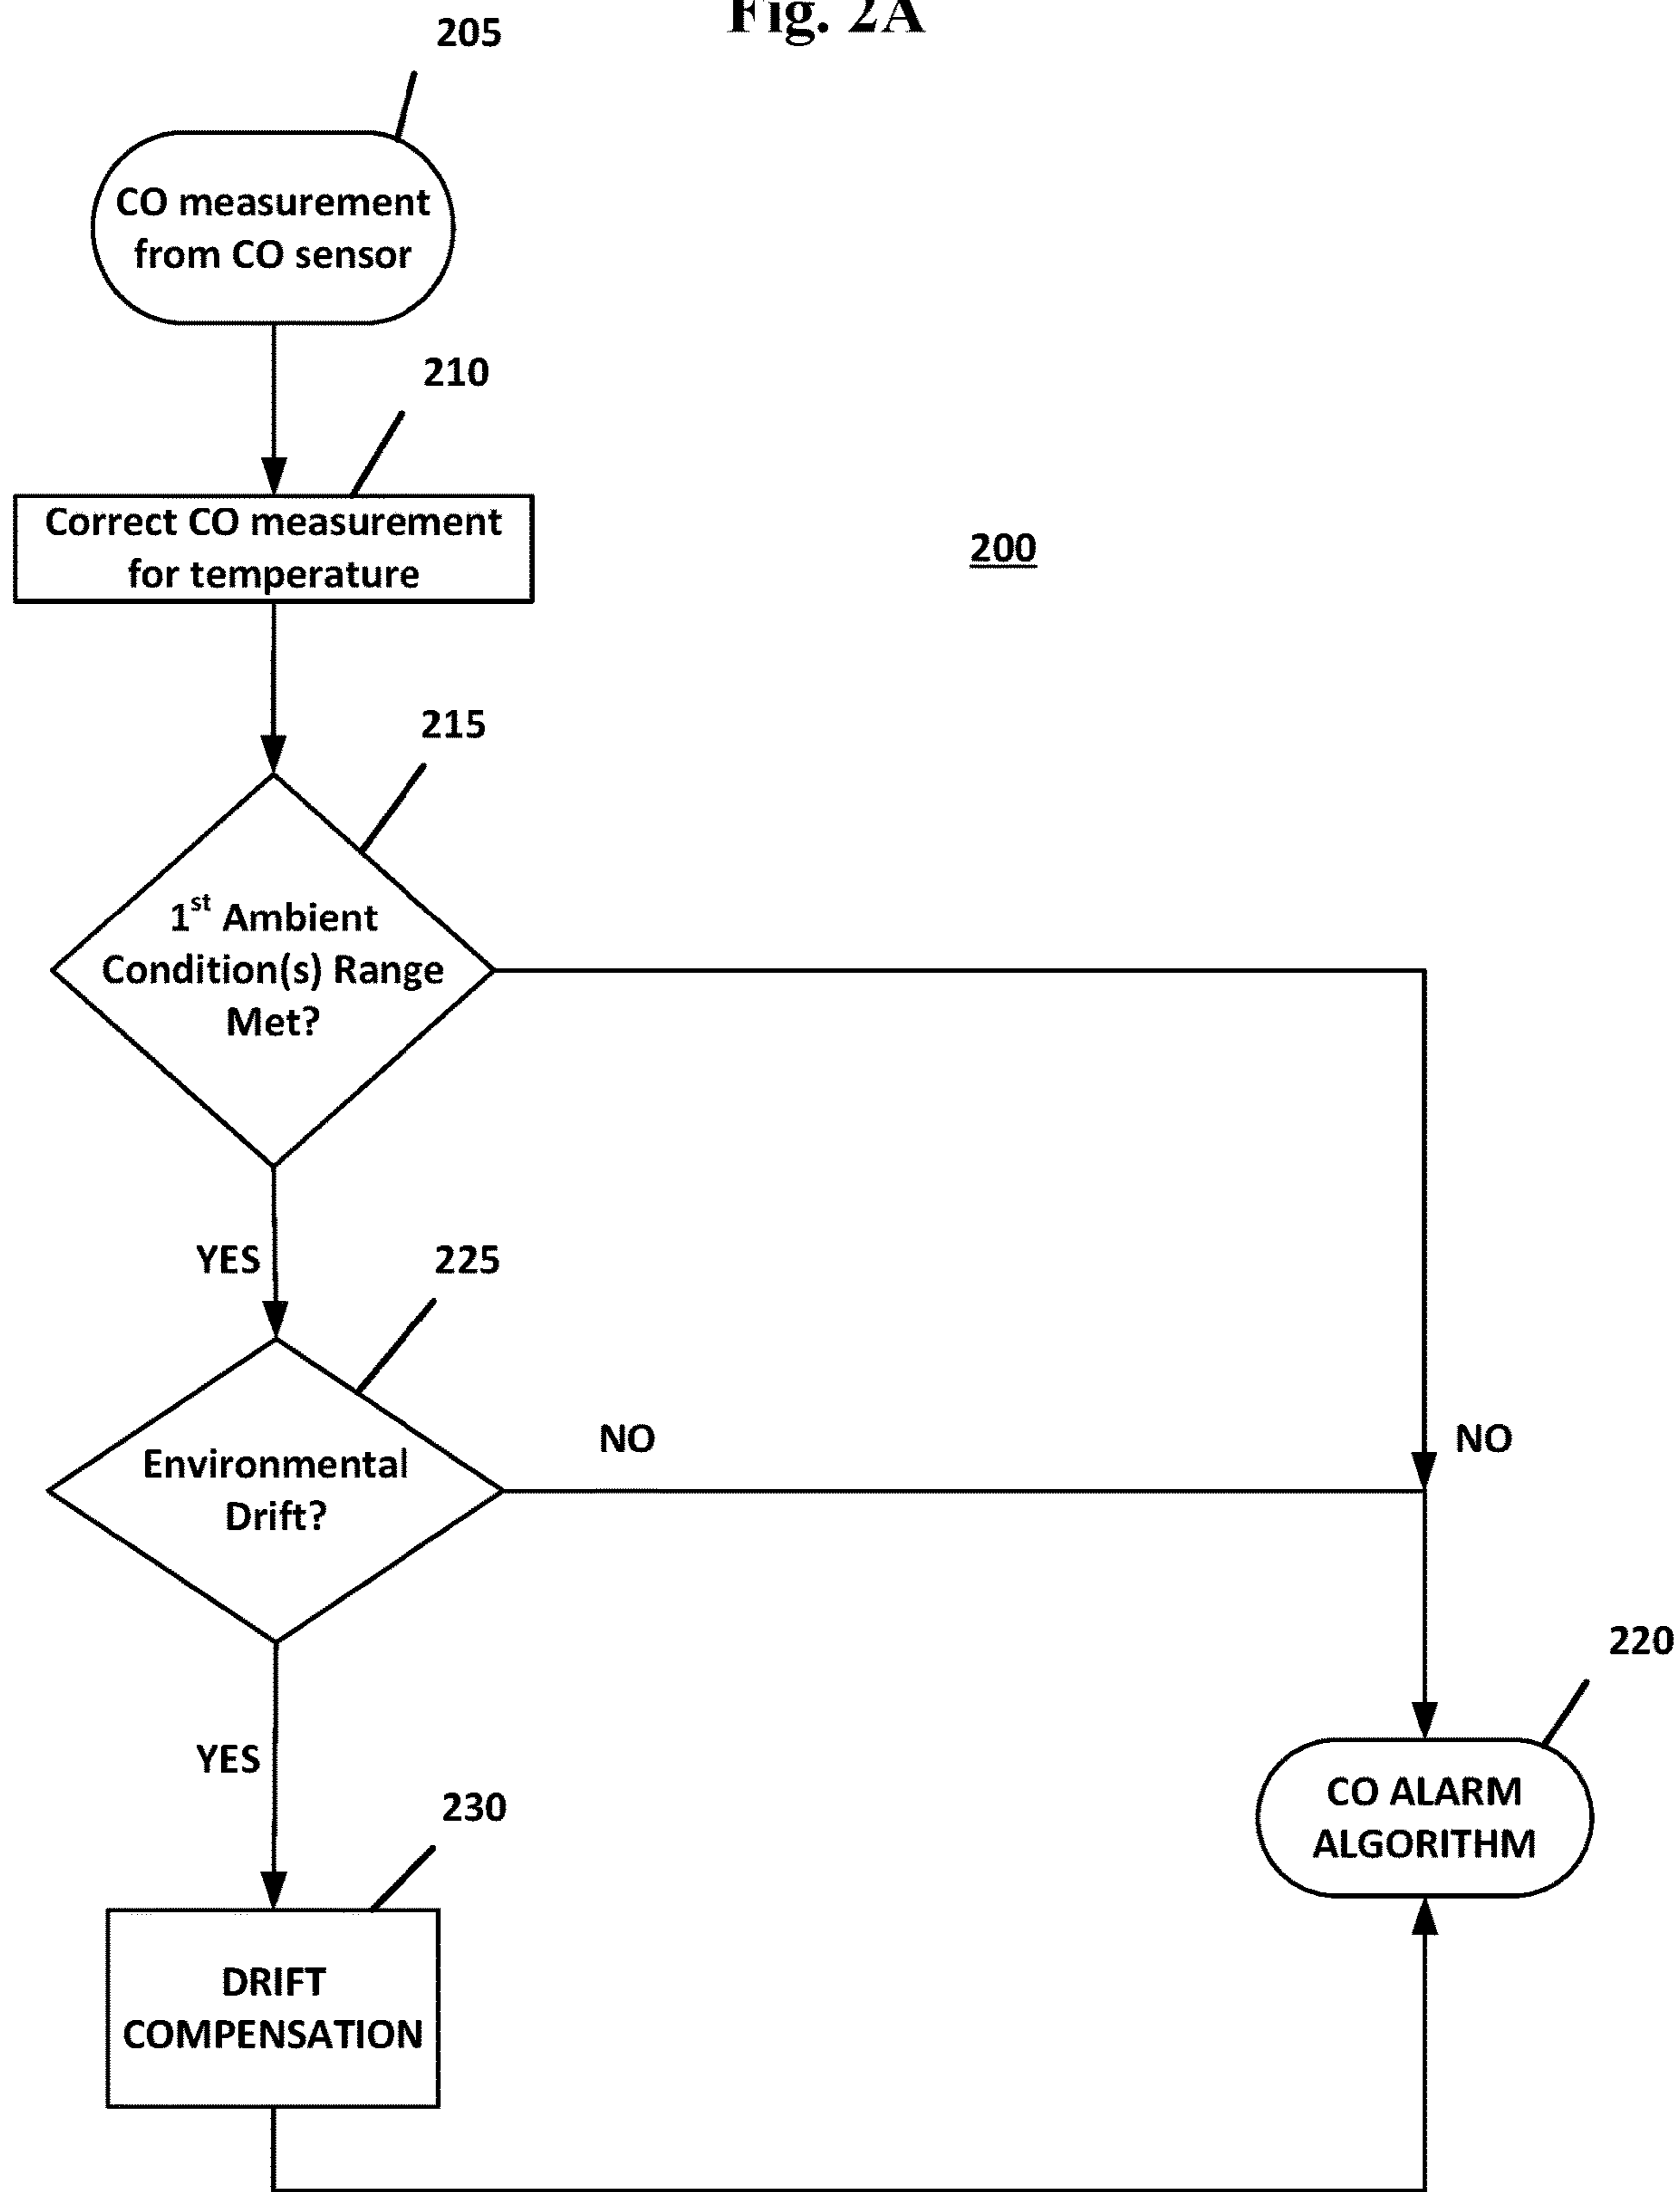 Fig. 2A
205
CO measurement
from CO sensor
210
Correct CO measurement
for temperature
200
215
1st Ambient
Condition(s) Range
Met?
YES
225
Environmental
Drift?
NO
NO
220
YES
230
CO ALARM
ALGORITHM
DRIFT
COMPENSATION